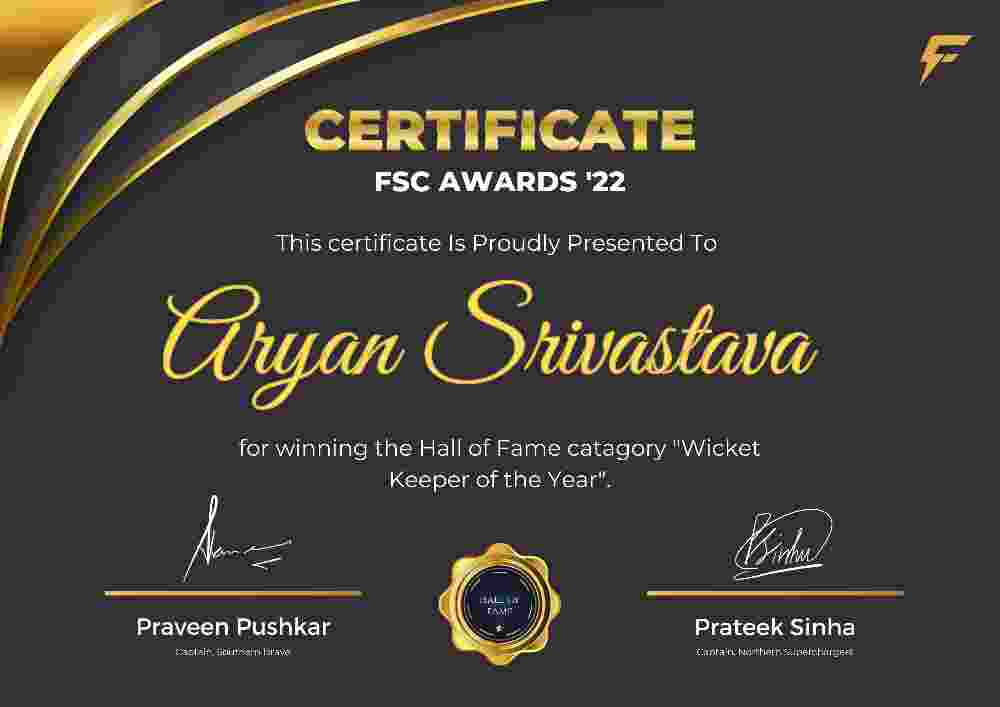 CERTIFICATE
FSC AWARDS '22
This certificate Is Proudly Presented To
Aryan Srivastava
for winning the Hall of Fame catagory "Wicket
Keeper of the Year".
Sinha
HALL OF
FAME
Praveen Pushkar
Prateek Sinha
Captain, Southern Brave
Captain, Northern Superchargers